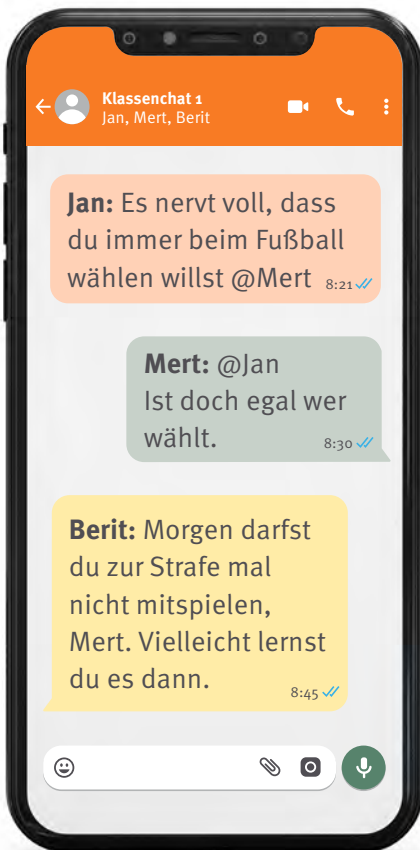 Klassenchat 1
Jan, Mert, Berit
Jan: Es nervt voll, dass
du immer beim Fußball
wählen willst @Mert 8:21
Mert: @Jan
Ist doch egal wer
wählt. 8:30
Berit: Morgen darfst
du zur Strafe mal
nicht mitspielen,
Mert. Vielleicht lernst
du es dann. 8:45